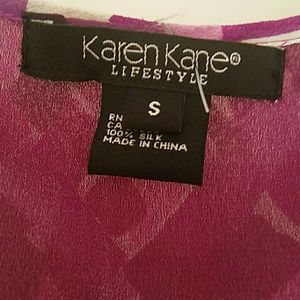 Karen Kane®
LIFESTYLE
S
RN
CA
100% SILK
MADE IN CHINA